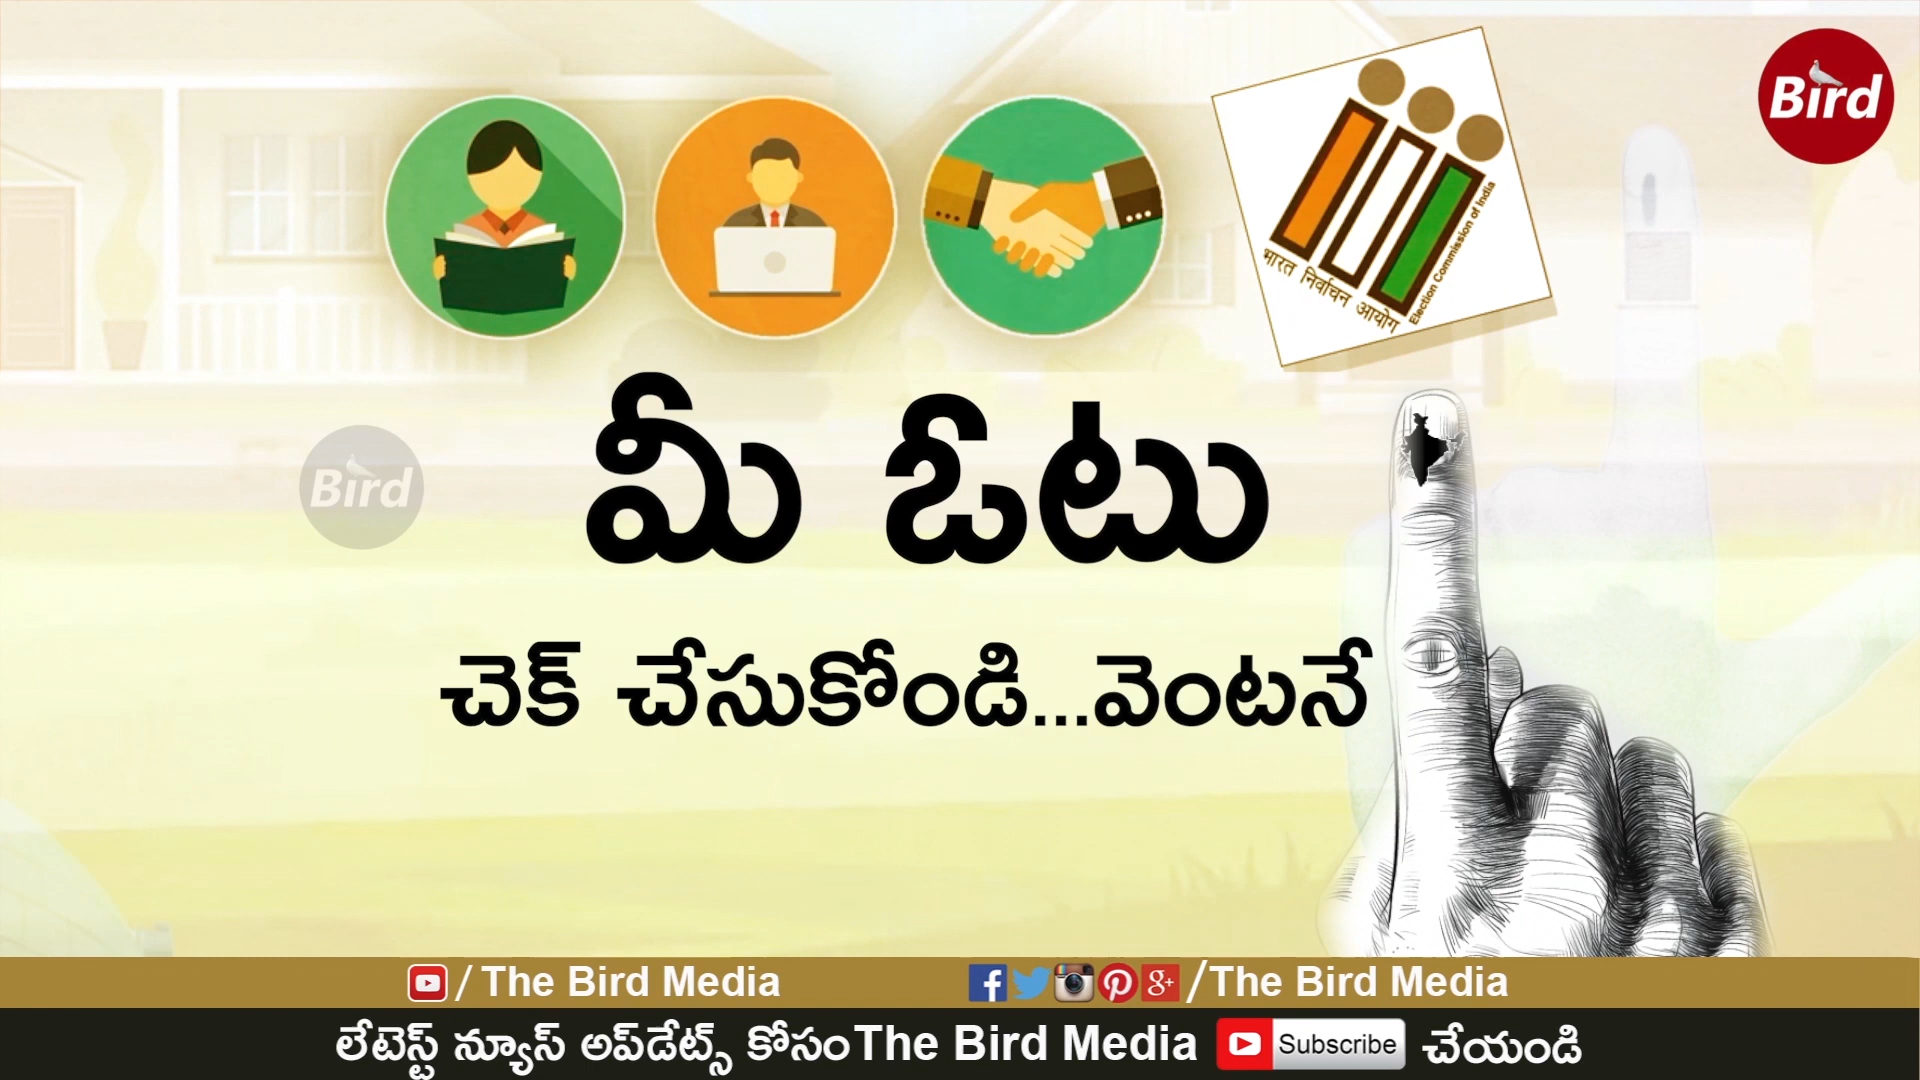 Bird
भारत निर्वाचन आयोग
Election Commission of India
మీ ఓటు
Bird
చెక్ చేసుకోండి...వెంటనే
/ The Bird Media
/The Bird Media
లేటెస్ట్ న్యూస్ అప్‌డేట్స్ కోసం The Bird Media Subscribe చేయండి